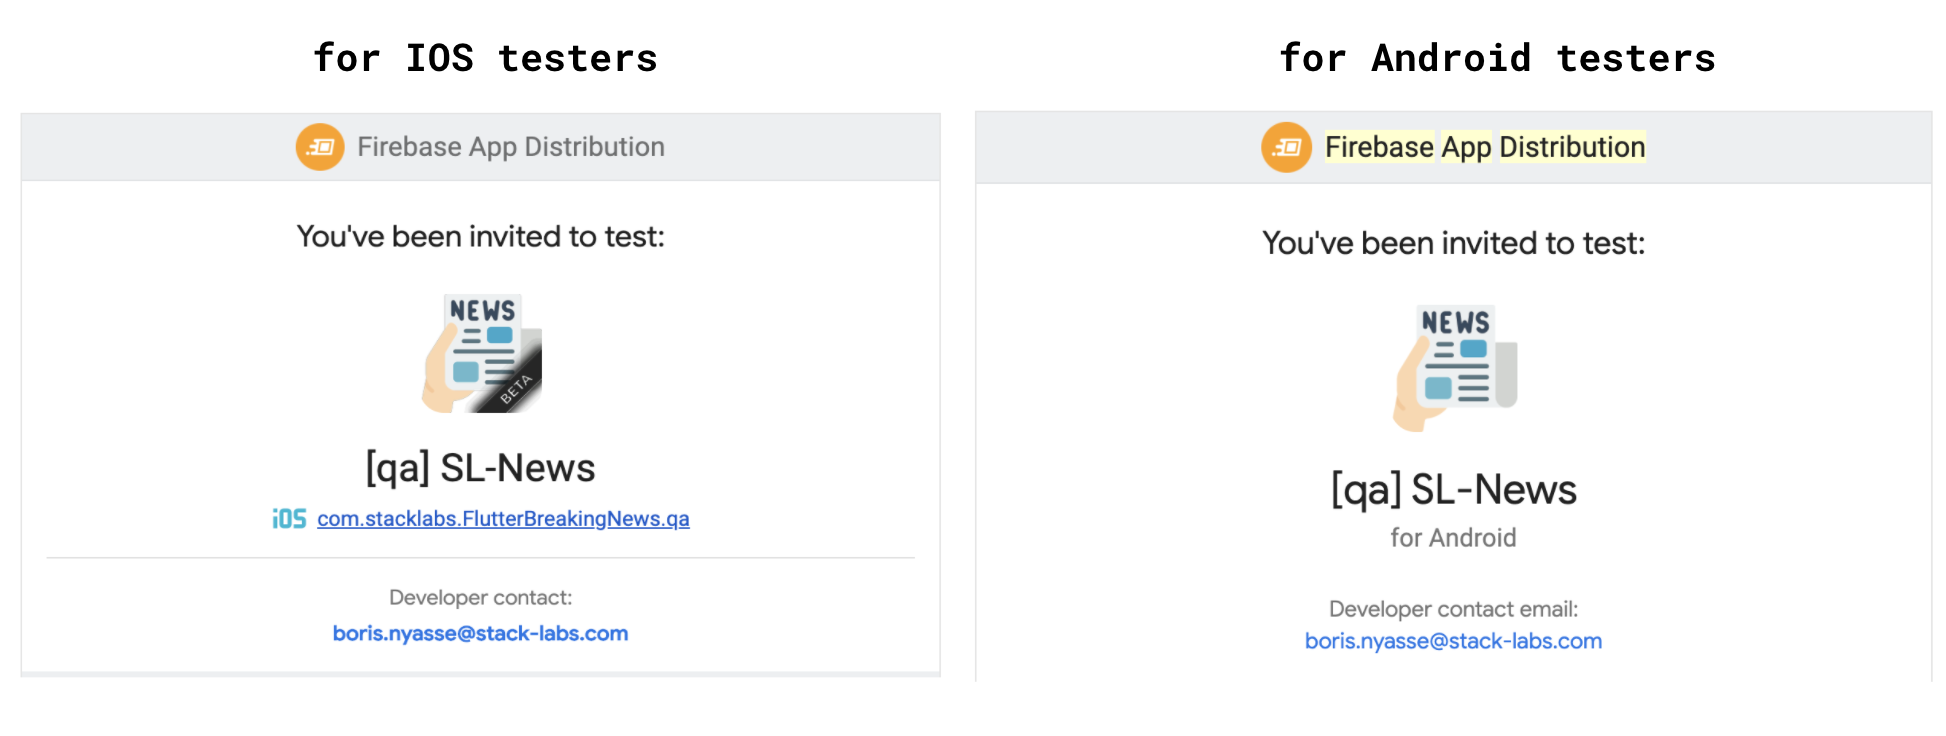 for IOS testers
Firebase App Distribution
You've been invited to test:
NEWS
BETA
[qa] SL-News
iOS com.stacklabs.FlutterBreakingNews.qa
Developer contact:
boris.nyasse@stack-labs.com
for Android testers
Firebase App Distribution
You've been invited to test:
NEWS
[qa] SL-News
for Android
Developer contact email:
boris.nyasse@stack-labs.com